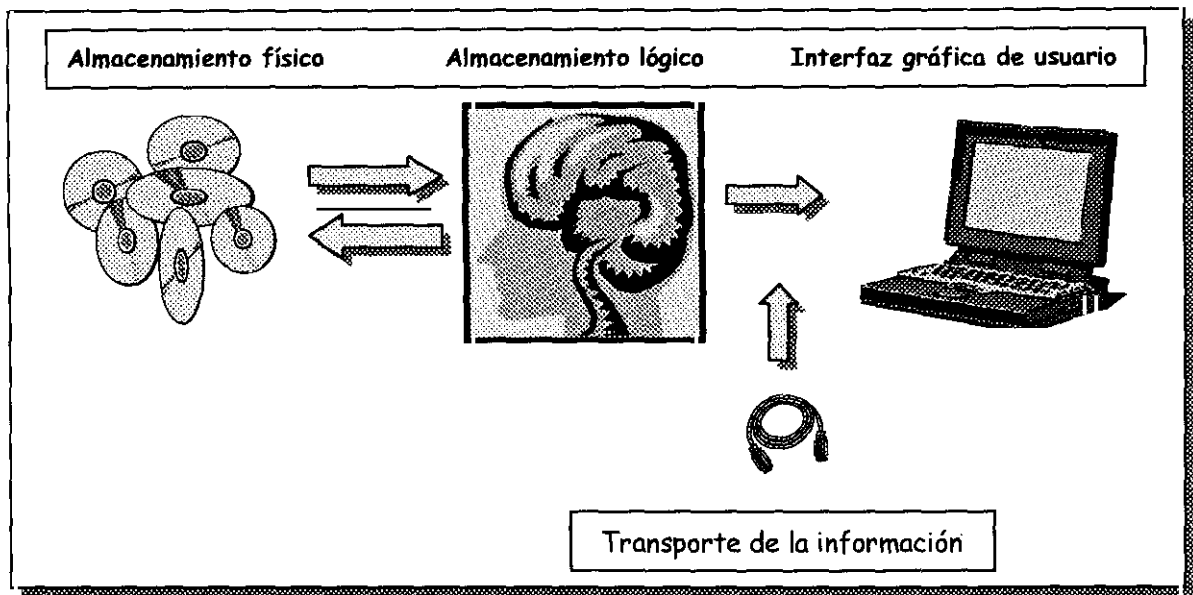 Almacenamiento físico Almacenamiento lógico Interfaz gráfica de usuario
Transporte de la información